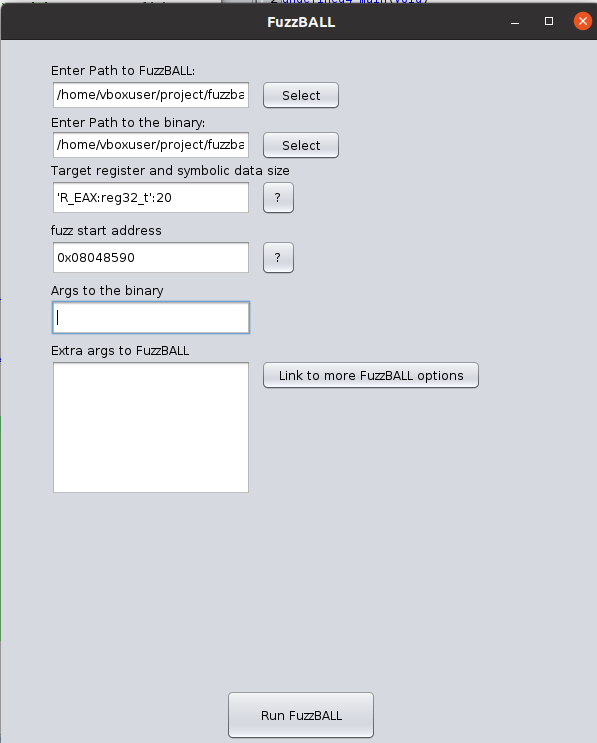 FuzzBALL
Enter Path to FuzzBALL:
/home/vboxuser/project/fuzzba
Select
Enter Path to the binary:
/home/vboxuser/project/fuzzba
Select
Target register and symbolic data size
'R_EAX:reg32_t':20
?
fuzz start address
0x08048590
?
Args to the binary
Extra args to FuzzBALL
Link to more FuzzBALL options
Run FuzzBALL